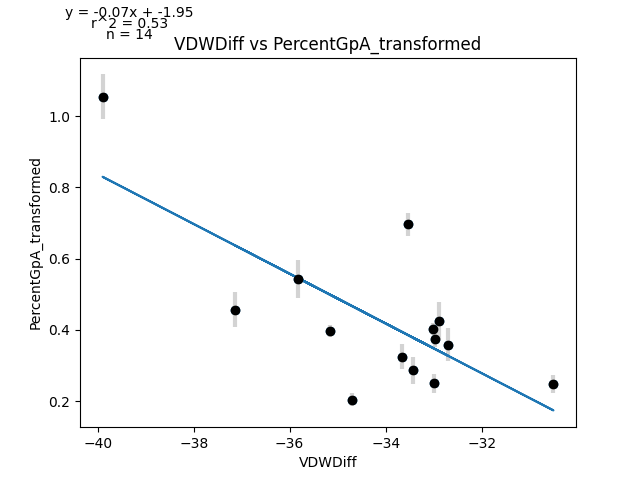 y = -0.07x + -1.95
r^2 = 0.53
n = 14
VDWDiff vs PercentGpA_transformed
PercentGpA_transformed
1.0
0.8
0.6
0.4
0.2
−40
−38
−36
−34
−32
VDWDiff